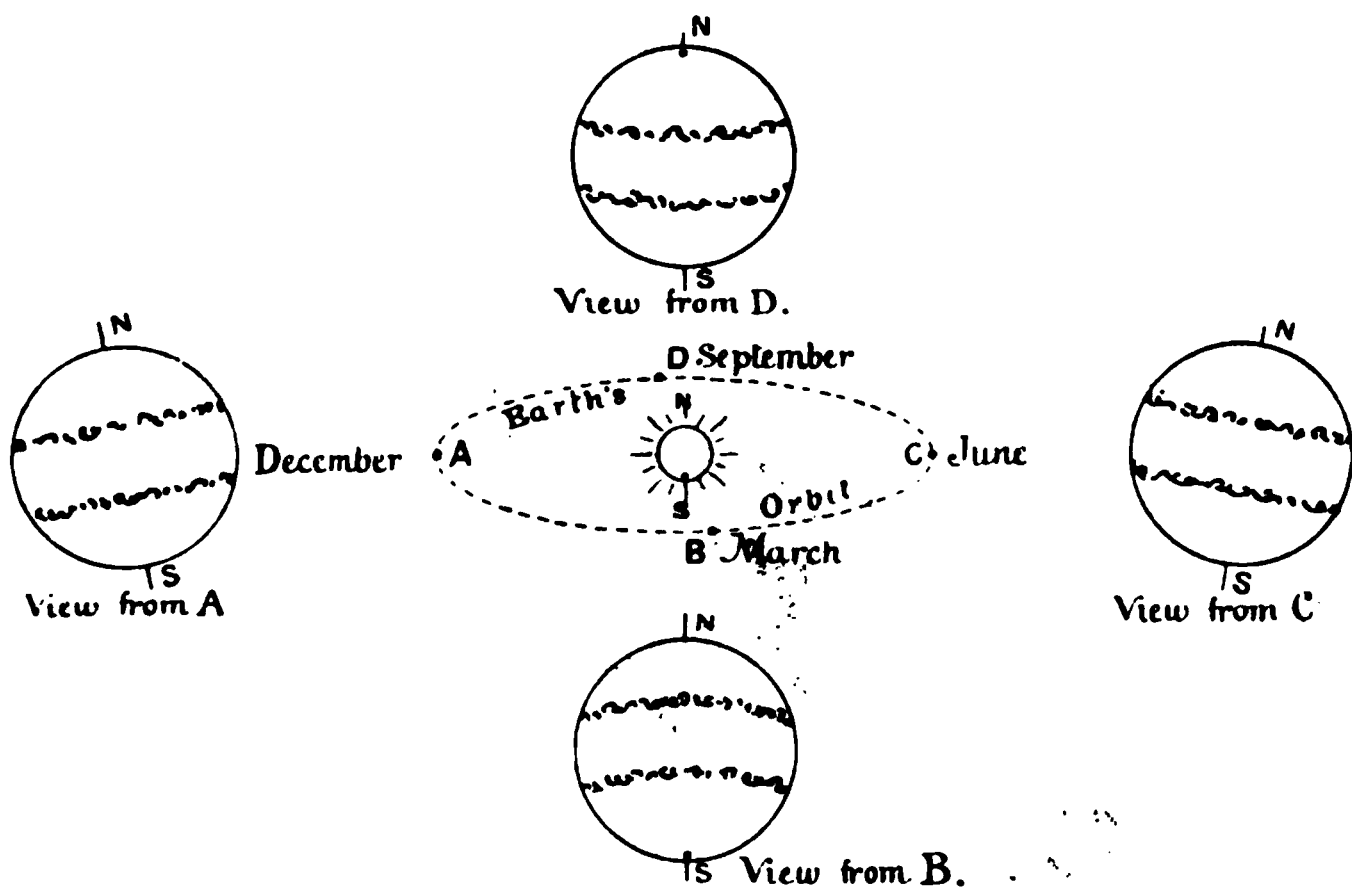 N
S
View from D.
N
S
View from A
D September
Earth's
N
December
A
C
June
S
Orbit
B March
N
S
View from C
N
S
View from B.